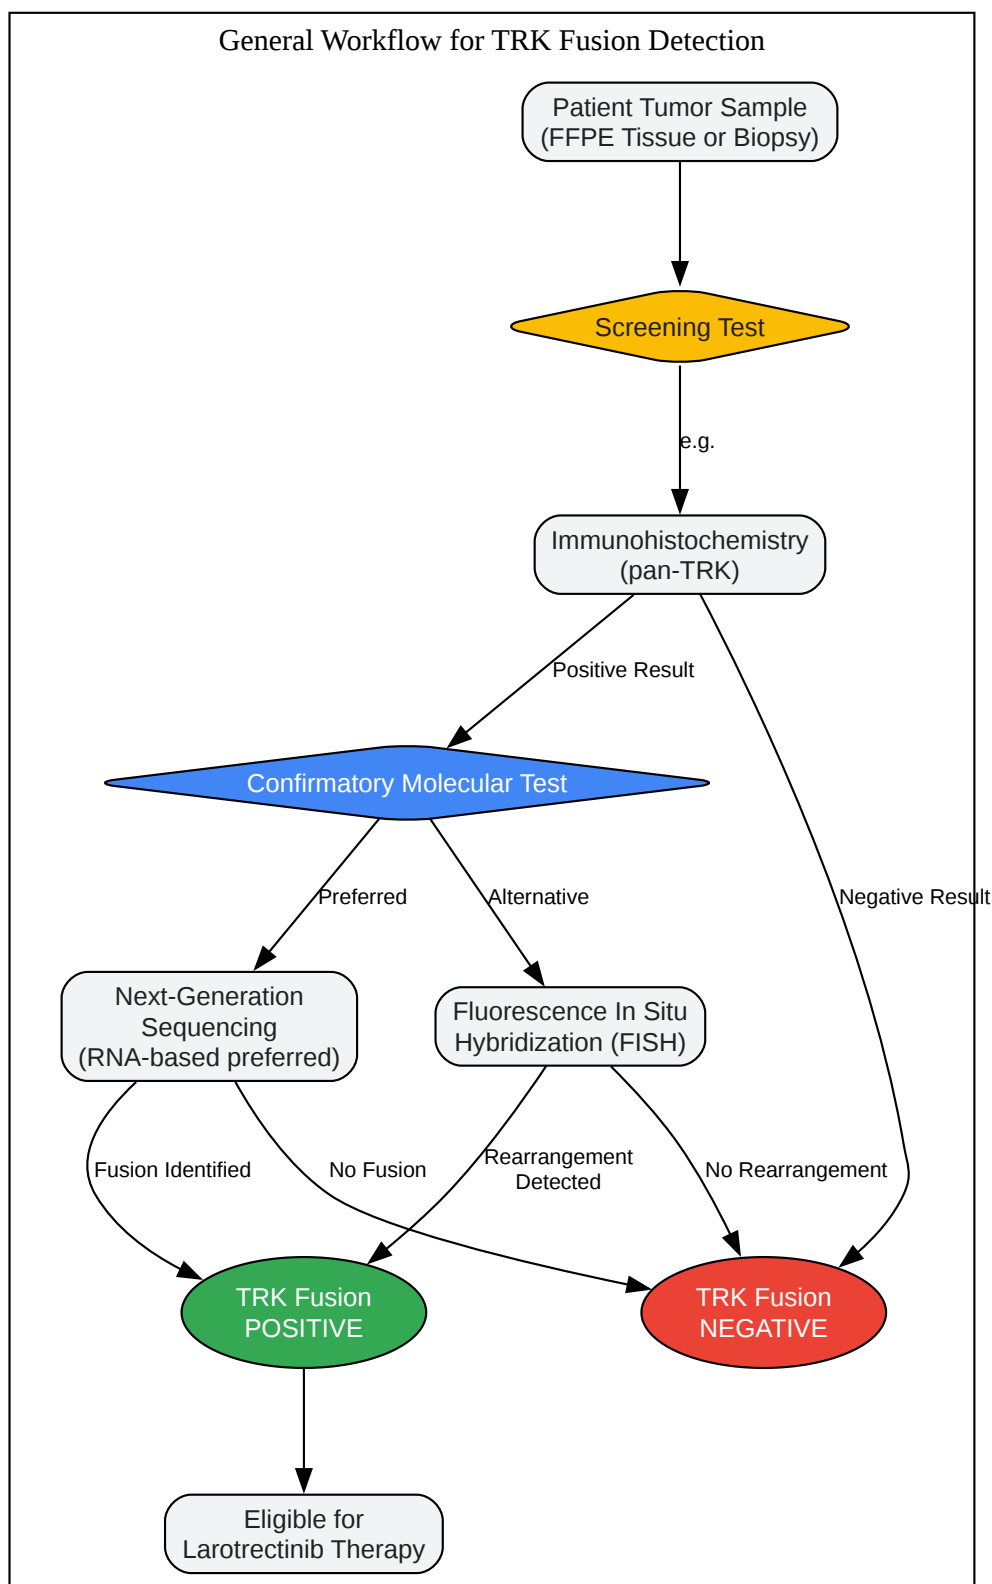 General Workflow for TRK Fusion Detection
Patient Tumor Sample
(FFPE Tissue or Biopsy)
Screening Test
e.g.
Immunohistochemistry
(pan-TRK)
Positive Result
Confirmatory Molecular Test
Preferred
Alternative
Negative Result
Next-Generation
Sequencing
(RNA-based preferred)
Fluorescence In Situ
Hybridization (FISH)
Fusion Identified
No Fusion
Rearrangement
Detected
No Rearrangement
TRK Fusion
POSITIVE
TRK Fusion
NEGATIVE
Eligible for
Larotrectinib Therapy